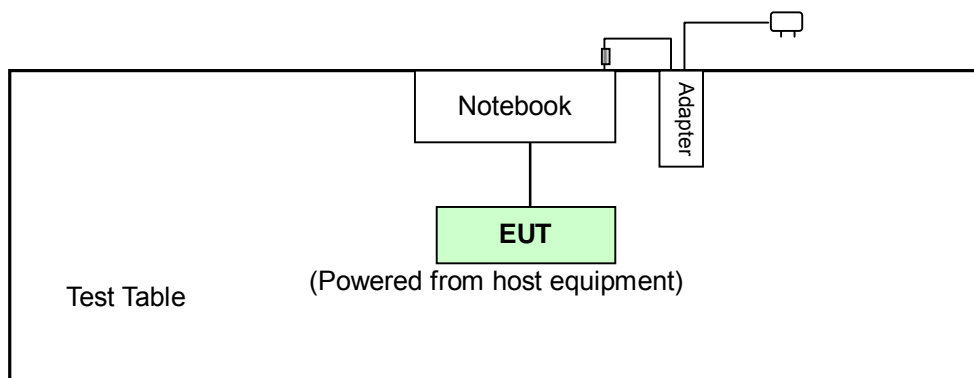 Notebook
Adapter
EUT
(Powered from host equipment)
Test Table